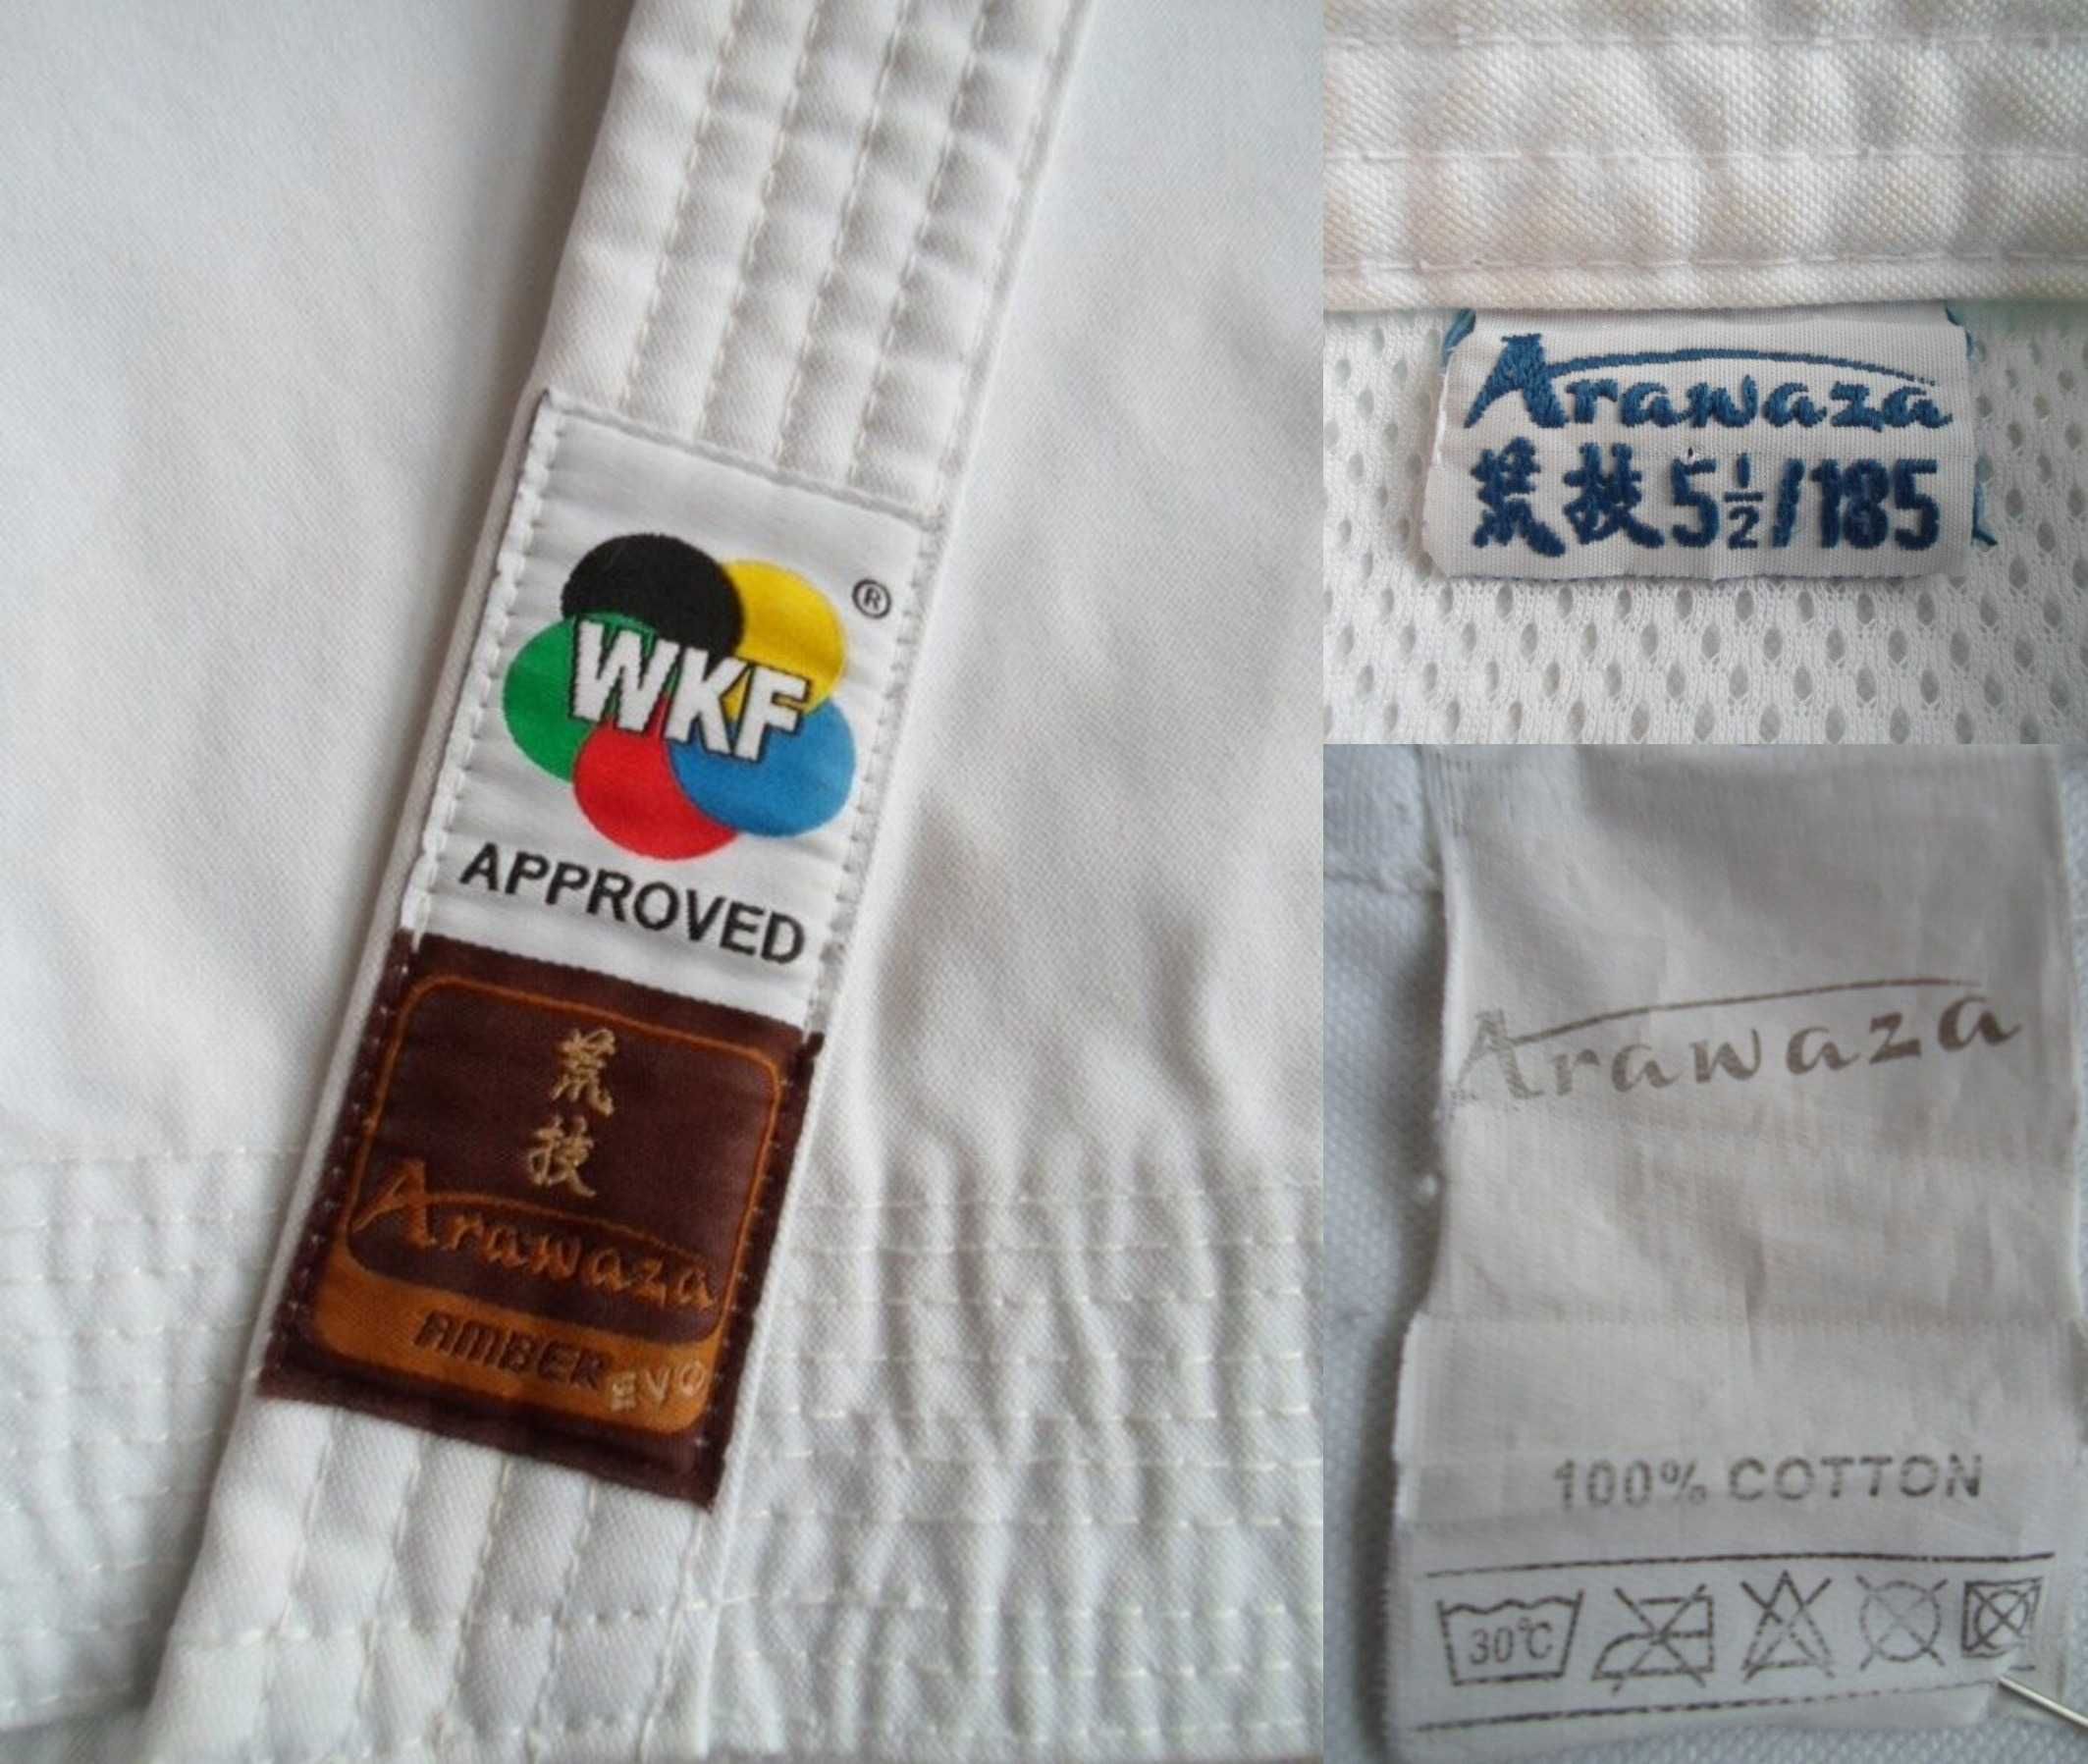 WKF
®
APPROVED
荒
技
Arawaza
AMBER EVO
Arawaza
荒技 5½/185
Arawaza
100% COTTON
30°C